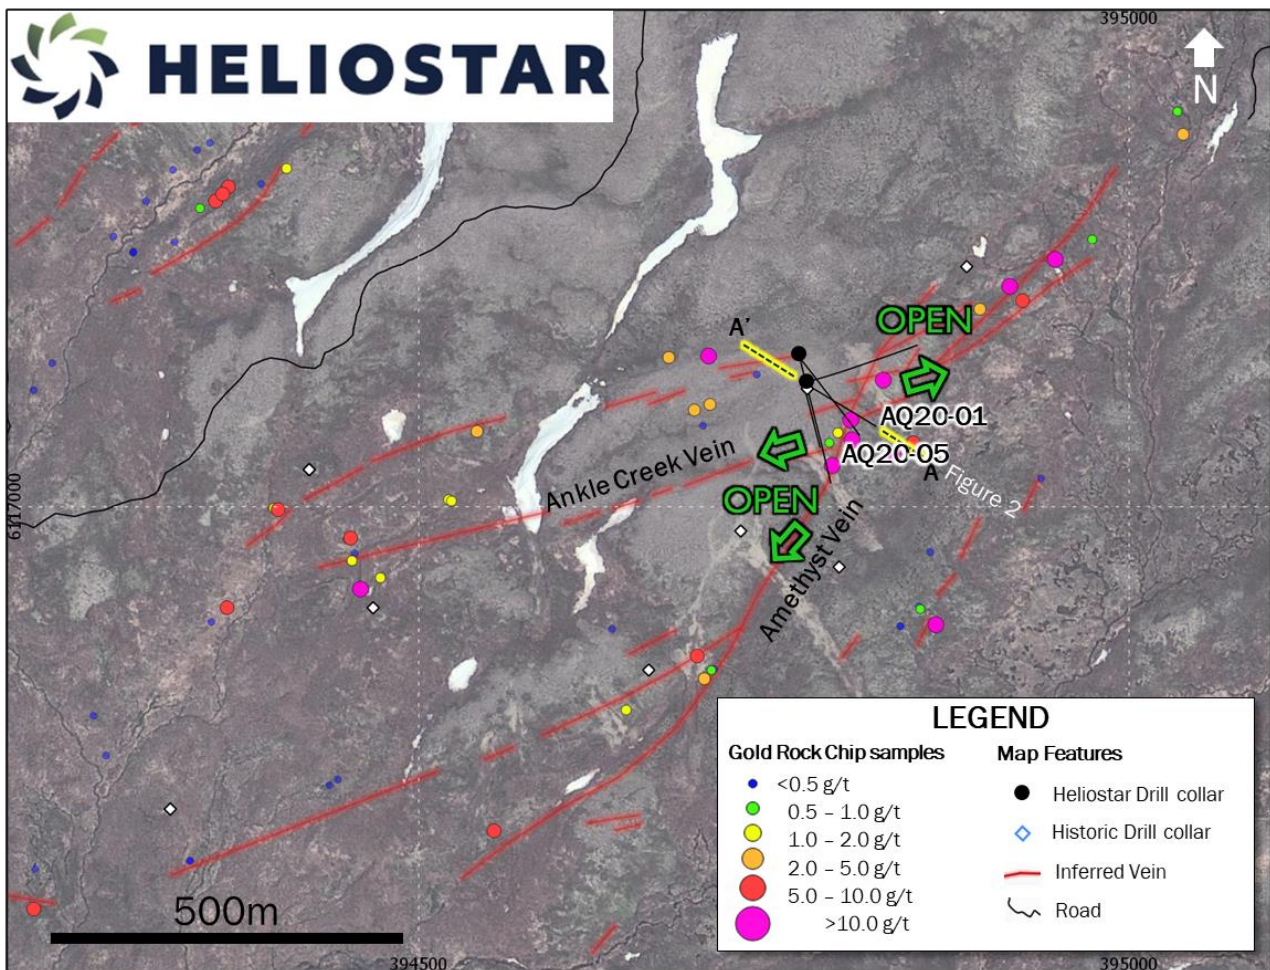 HELIOSTAR
395000
N
OPEN
A'
AQ20-01
AQ20-05
A
Figure 2
Ankle Creek Vein
OPEN
Amethyst Vein
6117000
LEGEND
Gold Rock Chip samples
<0.5 g/t
0.5 – 1.0 g/t
1.0 – 2.0 g/t
2.0 – 5.0 g/t
5.0 – 10.0 g/t
>10.0 g/t
Map Features
Heliostar Drill collar
Historic Drill collar
Inferred Vein
Road
500m
394500
395000